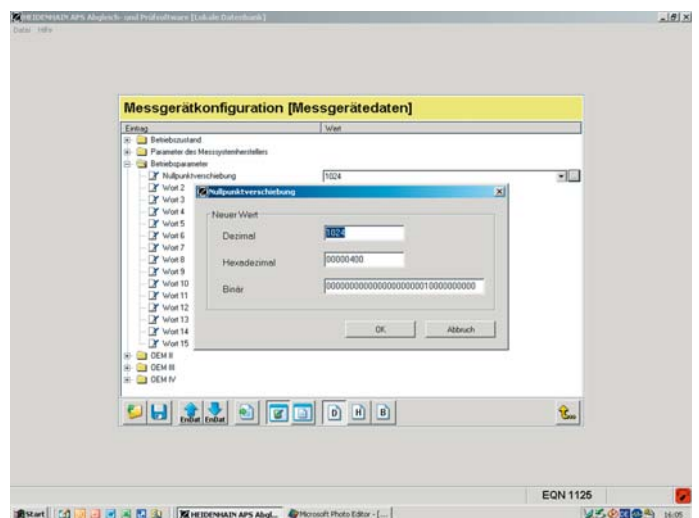 HEIDENHAIN APS Abgleich- und Prüfsoftware [Lokale Datenbank]
Datei Hilfe
Messgerätkonfiguration [Messgerätedaten]
Eintrag Wert
Betriebszustand
Parameter des Messsystemherstellers
Betriebsparameter
Nullpunktverschiebung 1024
Wort 2
Wort 3
Wort 4
Wort 5
Wort 6
Wort 7
Wort 8
Wort 9
Wort 10
Wort 11
Wort 12
Wort 13
Wort 14
Wort 15
OEM II
OEM III
OEM IV
Nullpunktverschiebung
Neuer Wert
Dezimal 1024
Hexadezimal 00000400
Binär 00000000000000000000010000000000
OK Abbruch
EnDat EnDat D H B
EQN 1125
Start HEIDENHAIN APS Abgl... Microsoft Photo Editor - [... 16:05